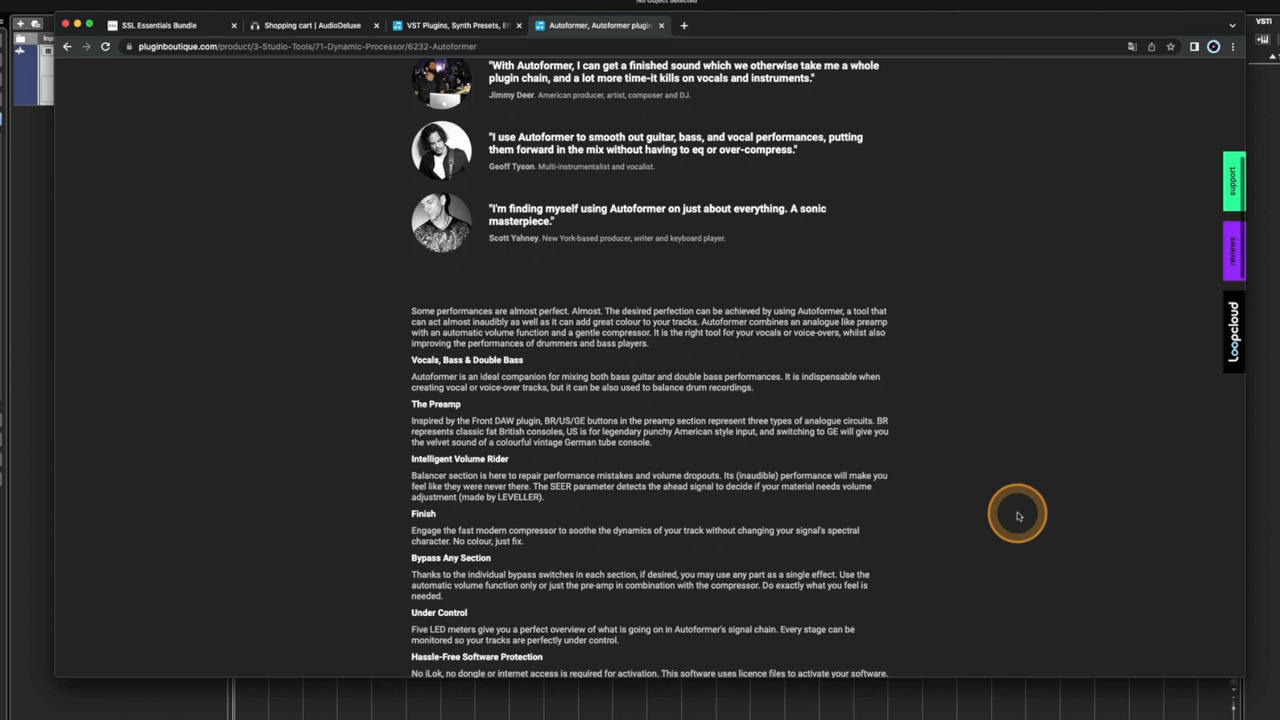 No Object Selected
SSL Essentials Bundle
Shopping cart | AudioDeluxe
VST Plugins, Synth Presets, Ef
Autoformer, Autoformer plugin
VSTi
Inp
pluginboutique.com/product/3-Studio-Tools/71-Dynamic-Processor/6232-Autoformer
"With Autoformer, I can get a finished sound which we otherwise take me a whole
plugin chain, and a lot more time-it kills on vocals and instruments."
Jimmy Deer. American producer, artist, composer and DJ.
"I use Autoformer to smooth out guitar, bass, and vocal performances, putting
them forward in the mix without having to eq or over-compress."
Geoff Tyson. Multi-instrumentalist and vocalist.
"I'm finding myself using Autoformer on just about everything. A sonic
masterpiece."
Scott Yahney. New York-based producer, writer and keyboard player.
support
reviews
Loopcloud
Some performances are almost perfect. Almost. The desired perfection can be achieved by using Autoformer, a tool that
can act almost inaudibly as well as it can add great colour to your tracks. Autoformer combines an analogue like preamp
with an automatic volume function and a gentle compressor. It is the right tool for your vocals or voice-overs, whilst also
improving the performances of drummers and bass players.
Vocals, Bass & Double Bass
Autoformer is an ideal companion for mixing both bass guitar and double bass performances. It is indispensable when
creating vocal or voice-over tracks, but it can be also used to balance drum recordings.
The Preamp
Inspired by the Front DAW plugin, BR/US/GE buttons in the preamp section represent three types of analogue circuits. BR
represents classic fat British consoles, US is for legendary punchy American style input, and switching to GE will give you
the velvet sound of a colourful vintage German tube console.
Intelligent Volume Rider
Balancer section is here to repair performance mistakes and volume dropouts. Its (inaudible) performance will make you
feel like they were never there. The SEER parameter detects the ahead signal to decide if your material needs volume
adjustment (made by LEVELLER).
Finish
Engage the fast modern compressor to soothe the dynamics of your track without changing your signal's spectral
character. No colour, just fix.
Bypass Any Section
Thanks to the individual bypass switches in each section, if desired, you may use any part as a single effect. Use the
automatic volume function only or just the pre-amp in combination with the compressor. Do exactly what you feel is
needed.
Under Control
Five LED meters give you a perfect overview of what is going on in Autoformer's signal chain. Every stage can be
monitored so your tracks are perfectly under control.
Hassle-Free Software Protection
No iLok, no dongle or internet access is required for activation. This software uses licence files to activate your software.